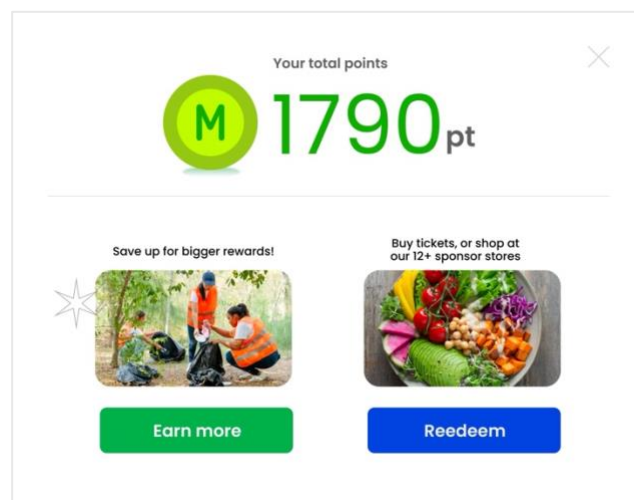 Your total points
M 1790pt
Save up for bigger rewards!
Buy tickets, or shop at
our 12+ sponsor stores
Earn more
Reedeem